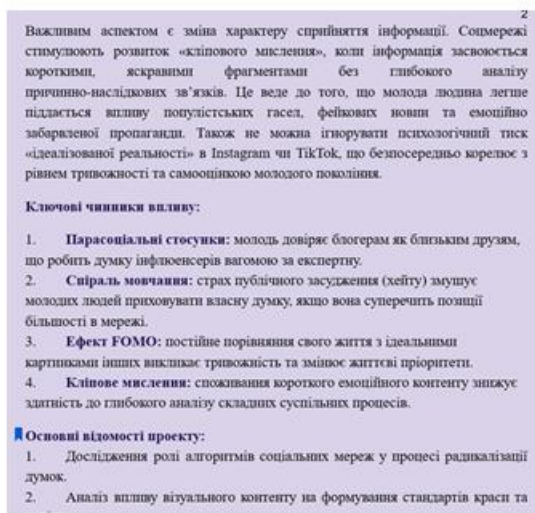 2
Важливим аспектом є зміна характеру сприйняття інформації. Соцмережі
стимулюють розвиток «кліпового мислення», коли інформація засвоюється
короткими, яскравими фрагментами без глибокого аналізу
причинно-наслідкових зв’язків. Це веде до того, що молода людина легше
піддається впливу популістських гасел, фейкових новин та емоційно
забарвленої пропаганди. Також не можна ігнорувати психологічний тиск
«ідеалізованої реальності» в Instagram чи TikTok, що безпосередньо корелює з
рівнем тривожності та самооцінкою молодого покоління.
Ключові чинники впливу:
1. Парасоціальні стосунки: молодь довіряє блогерам як близьким друзям,
що робить думку інфлюенсерів вагомою за експертну.
2. Спіраль мовчання: страх публічного засудження (хейту) змушує
молодих людей приховувати власну думку, якщо вона суперечить позиції
більшості в мережі.
3. Ефект FOMO: постійне порівняння свого життя з ідеальними
картинками інших викликає тривожність та змінює життєві пріоритети.
4. Кліпове мислення: споживання короткого емоційного контенту знижує
здатність до глибокого аналізу складних суспільних процесів.
Основні відомості проекту:
1. Дослідження ролі алгоритмів соціальних мереж у процесі радикалізації
думок.
2. Аналіз впливу візуального контенту на формування стандартів краси та